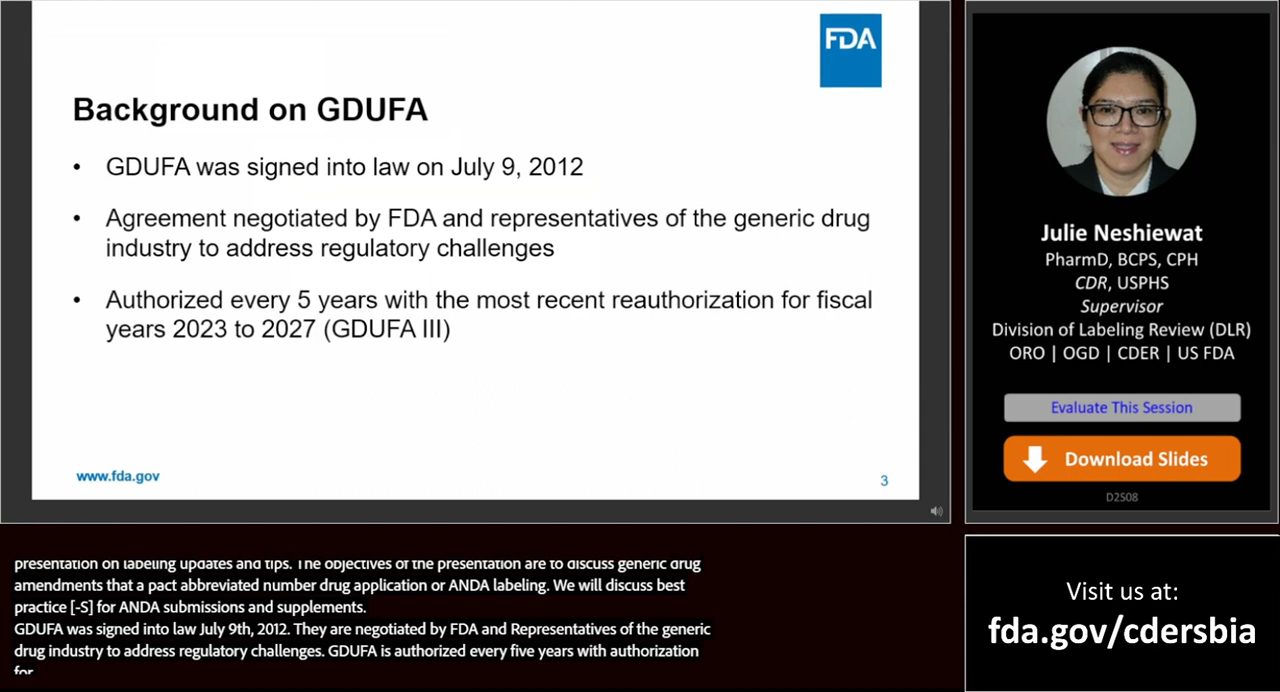 FDA
Background on GDUFA
• GDUFA was signed into law on July 9, 2012
• Agreement negotiated by FDA and representatives of the generic drug
industry to address regulatory challenges
• Authorized every 5 years with the most recent reauthorization for fiscal
years 2023 to 2027 (GDUFA III)
www.fda.gov
3
Julie Neshiewat
PharmD, BCPS, CPH
CDR, USPHS
Supervisor
Division of Labeling Review (DLR)
ORO | OGD | CDER | US FDA
Evaluate This Session
Download Slides
D2S08
presentation on labeling updates and tips. The objectives of the presentation are to discuss generic drug
amendments that a pact abbreviated number drug application or ANDA labeling. We will discuss best
practice [-S] for ANDA submissions and supplements.
GDUFA was signed into law July 9th, 2012. They are negotiated by FDA and Representatives of the generic
drug industry to address regulatory challenges. GDUFA is authorized every five years with authorization
for
Visit us at:
fda.gov/cdersbia